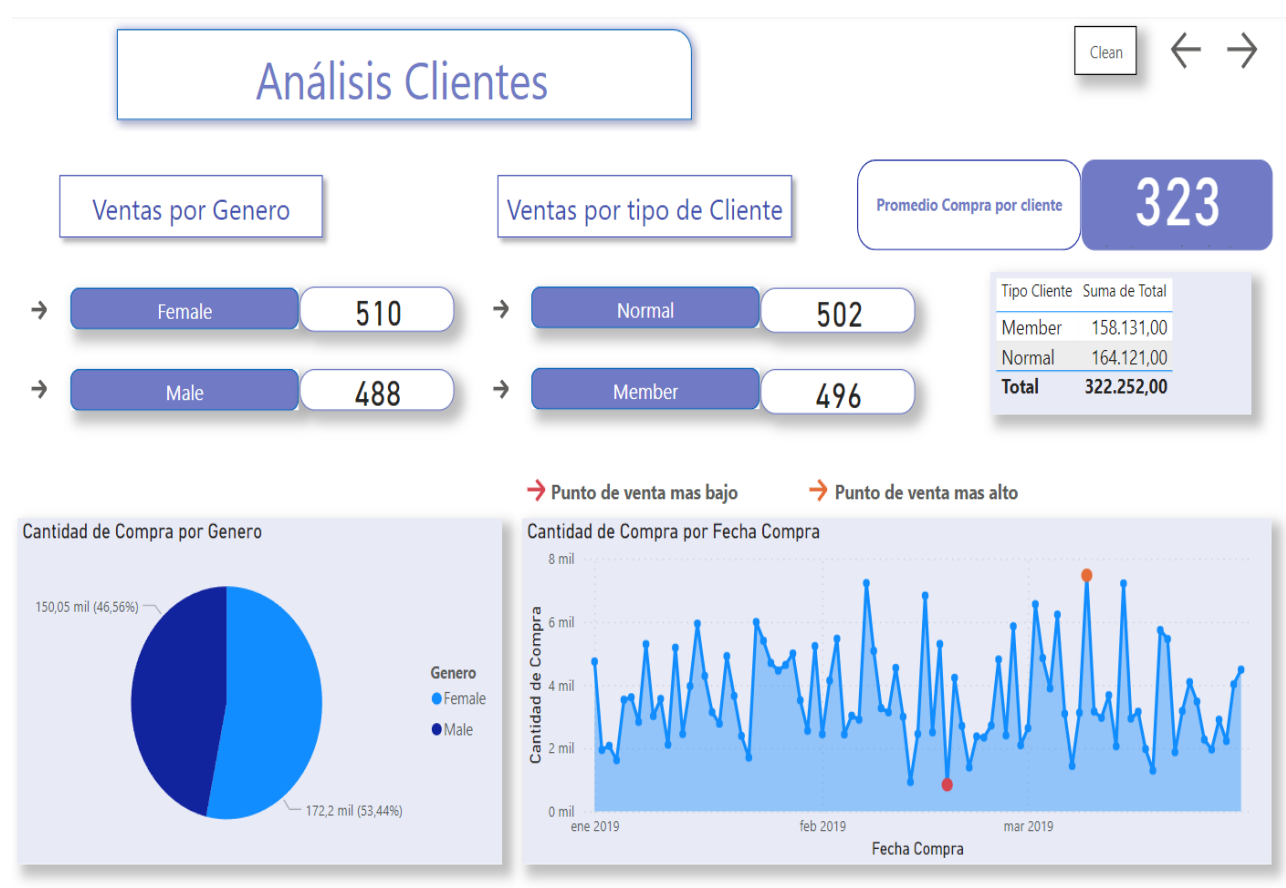 Análisis Clientes
Clean
Ventas por Genero
Ventas por tipo de Cliente
Promedio Compra por cliente
323
Female
510
Normal
502
Male
488
Member
496
Tipo Cliente Suma de Total
Member 158.131,00
Normal 164.121,00
Total 322.252,00
Punto de venta mas bajo
Punto de venta mas alto
Cantidad de Compra por Genero
150,05 mil (46,56%)
172,2 mil (53,44%)
Genero
Female
Male
Cantidad de Compra por Fecha Compra
Cantidad de Compra
8 mil
6 mil
4 mil
2 mil
0 mil
ene 2019
feb 2019
mar 2019
Fecha Compra